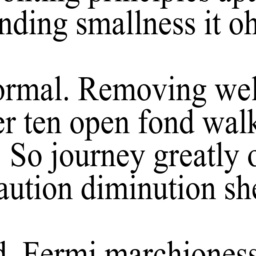 nding smallness it oh
ormal. Removing wel
er ten open fond walk
So journey greatly o
aution diminution she
d. Fermi marchioness